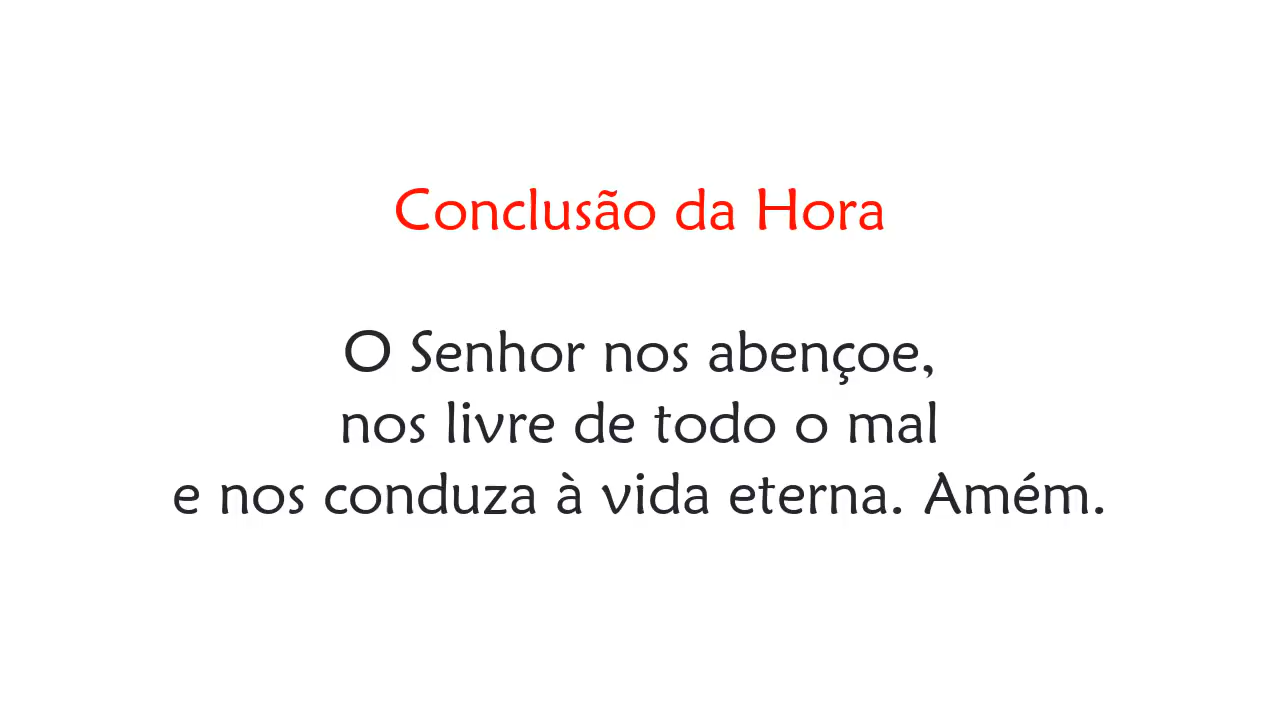 Conclusão da Hora
O Senhor nos abençoe,
nos livre de todo o mal
e nos conduza à vida eterna. Amém.